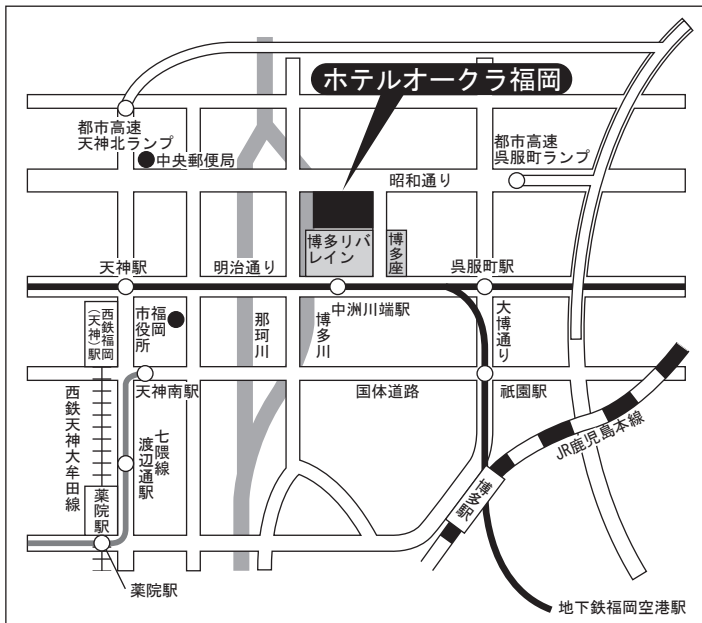 ホテルオークラ福岡
都市高速
天神北ランプ
中央郵便局
都市高速
呉服町ランプ
昭和通り
博多リバ
レイン
博多座
天神駅
明治通り
呉服町駅
中洲川端駅
西鉄福岡
(天神)駅
福岡
市役所
那珂川
博多川
大博通り
天神南駅
国体道路
祇園駅
西鉄天神大牟田線
七隈線
渡辺通駅
JR鹿児島本線
博多駅
薬院駅
薬院駅
地下鉄福岡空港駅